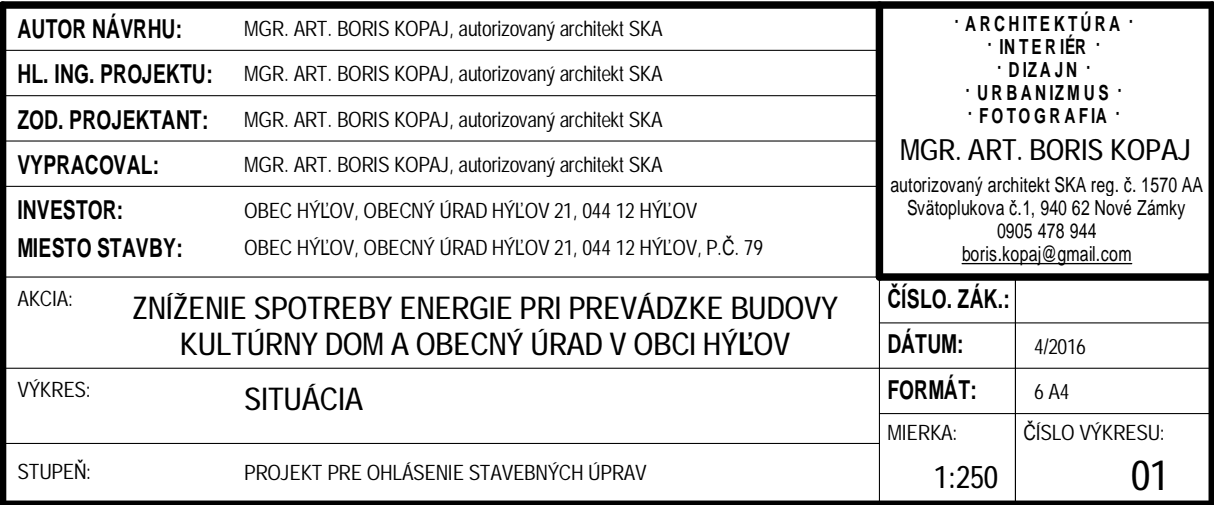 AUTOR NÁVRHU: MGR. ART. BORIS KOPAJ, autorizovaný architekt SKA
HL. ING. PROJEKTU: MGR. ART. BORIS KOPAJ, autorizovaný architekt SKA
ZOD. PROJEKTANT: MGR. ART. BORIS KOPAJ, autorizovaný architekt SKA
VYPRACOVAL: MGR. ART. BORIS KOPAJ, autorizovaný architekt SKA
INVESTOR: OBEC HÝĽOV, OBECNÝ ÚRAD HÝĽOV 21, 044 12 HÝĽOV
MIESTO STAVBY: OBEC HÝĽOV, OBECNÝ ÚRAD HÝĽOV 21, 044 12 HÝĽOV, P.Č. 79
· ARCHITEKTÚRA ·
· INTERIÉR ·
· DIZAJN ·
· URBANIZMUS ·
· FOTOGRAFIA ·
MGR. ART. BORIS KOPAJ
autorizovaný architekt SKA reg. č. 1570 AA
Svätoplukova č.1, 940 62 Nové Zámky
0905 478 944
boris.kopaj@gmail.com
AKCIA: ZNÍŽENIE SPOTREBY ENERGIE PRI PREVÁDZKE BUDOVY
KULTÚRNY DOM A OBECNÝ ÚRAD V OBCI HÝĽOV
VÝKRES: SITUÁCIA
STUPEŇ: PROJEKT PRE OHLÁSENIE STAVEBNÝCH ÚPRAV
ČÍSLO. ZÁK.:
DÁTUM: 4/2016
FORMÁT: 6 A4
MIERKA: ČÍSLO VÝKRESU:
1:250 01